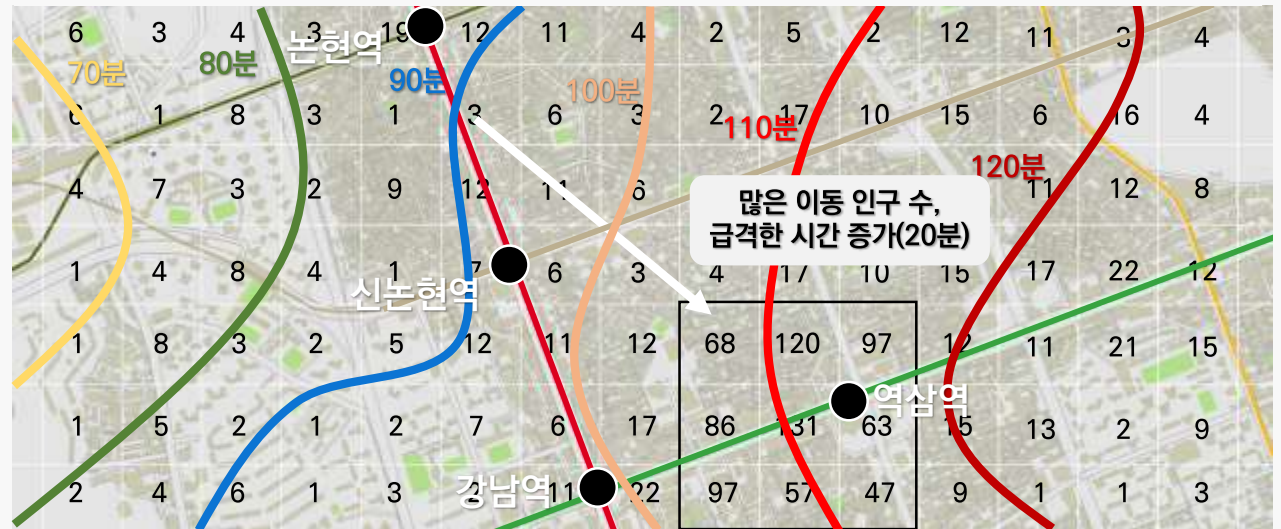 6 3 4 3 19 12 11 4 2 5 2 12 11 3 4
논현역
70분 80분 90분 100분
6 1 8 3 1 3 6 3 2 17 10 15 6 16 4
110분
120분
4 7 3 2 9 12 11 6 11 12 8
많은 이동 인구 수,
급격한 시간 증가(20분)
1 4 8 4 1 7 6 3 4 17 10 15 17 22 12
신논현역
1 8 3 2 5 12 11 12 68 120 97 12 11 21 15
역삼역
1 5 2 1 2 7 6 17 86 131 63 15 13 2 9
2 4 6 1 3 11 22 97 57 47 9 1 1 3
강남역